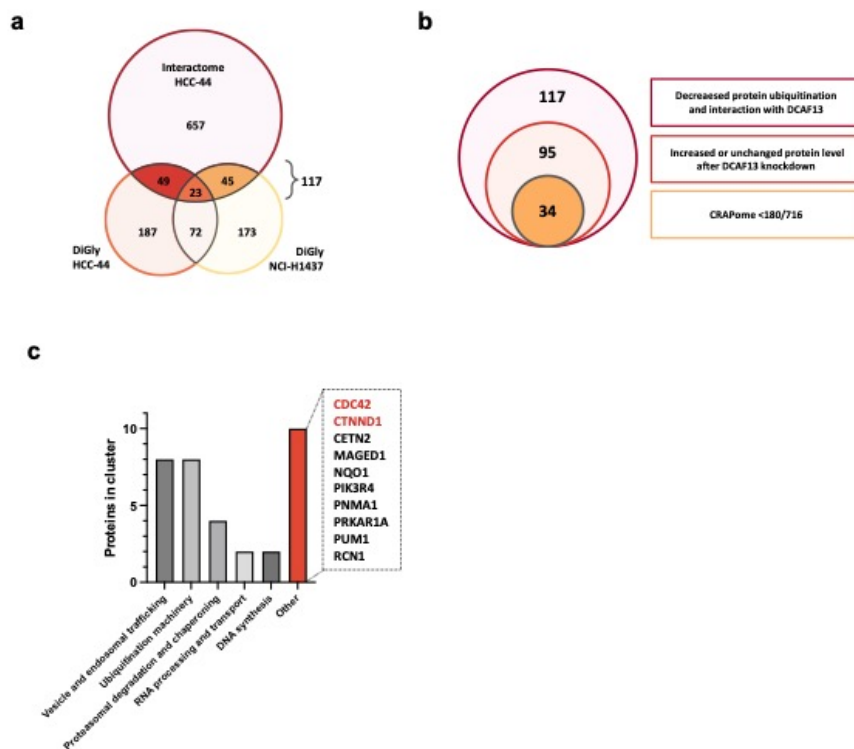 a
Interactome
HCC-44
657
49
23
45
117
187
72
173
DiGly
HCC-44
DiGly
NCI-H1437
b
117
95
34
Decreaesed protein ubiquitination
and interaction with DCAF13
Increased or unchanged protein level
after DCAF13 knockdown
CRAPome <180/716
c
Proteins in cluster
10
5
0
Vesicle and endosomal trafficking
Ubiquitination machinery
Proteasomal degradation and chaperoning
RNA processing and transport
DNA synthesis
Other
CDC42
CTNND1
CETN2
MAGED1
NQO1
PIK3R4
PNMA1
PRKAR1A
PUM1
RCN1